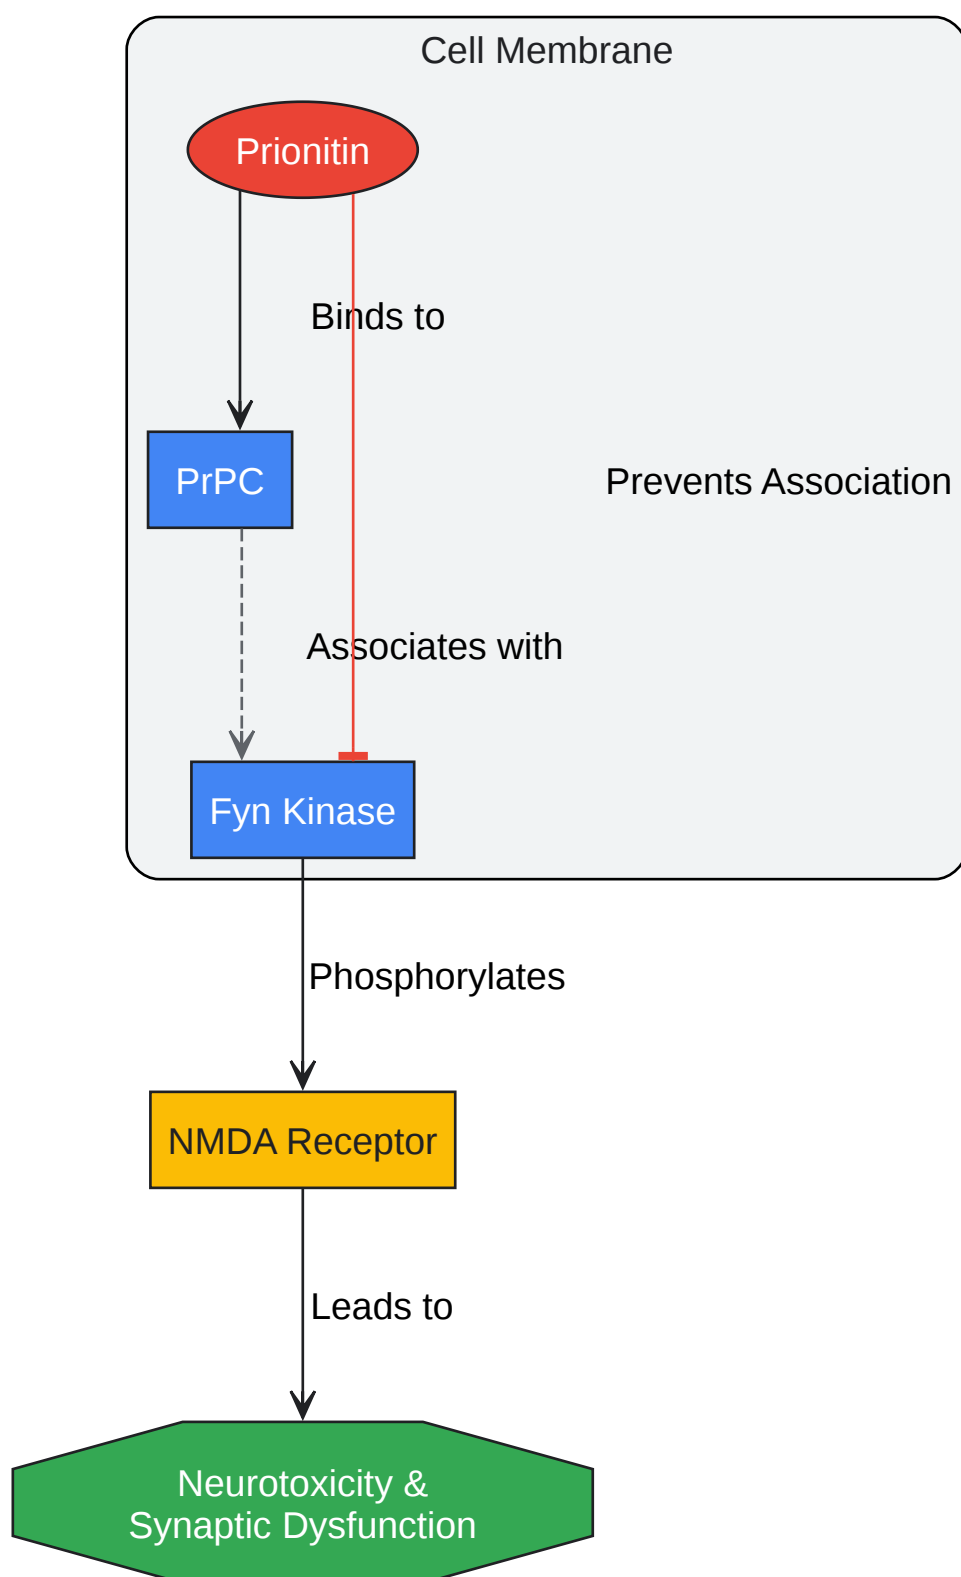 Cell Membrane
Prionitin
Binds to
PrPC
Prevents Association
Associates with
Fyn Kinase
Phosphorylates
NMDA Receptor
Leads to
Neurotoxicity &
Synaptic Dysfunction